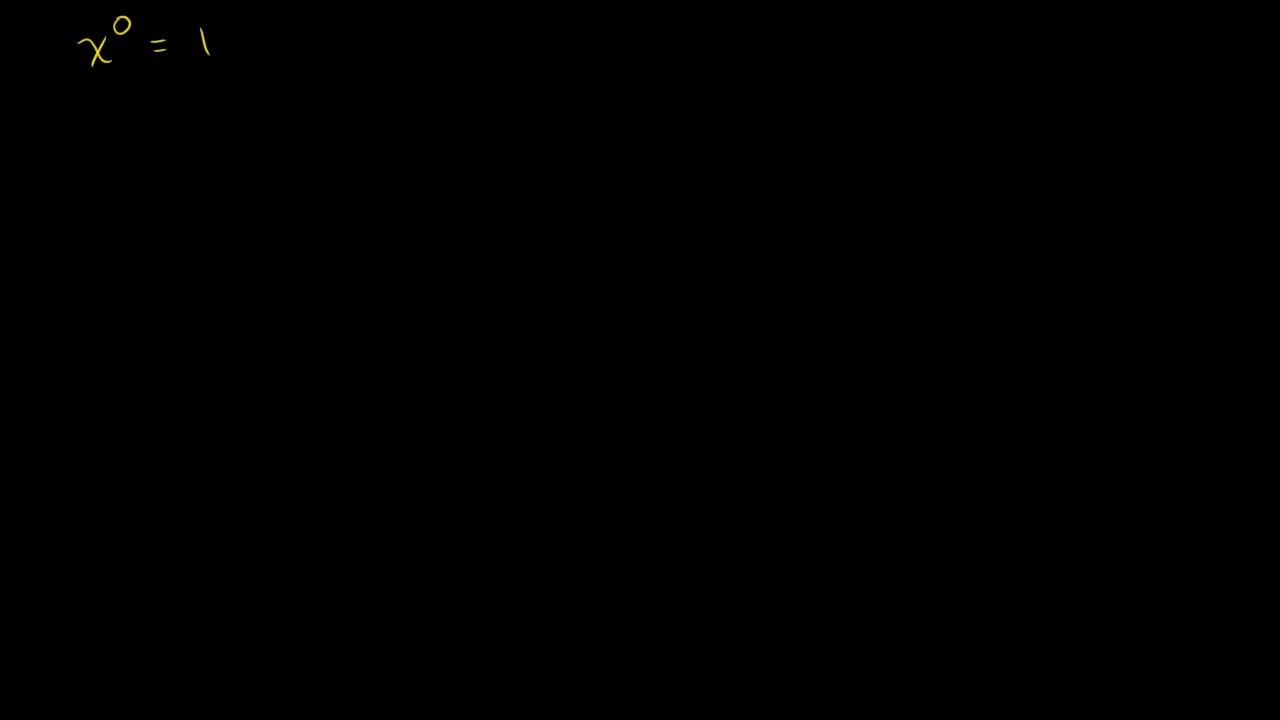 x⁰ = 1